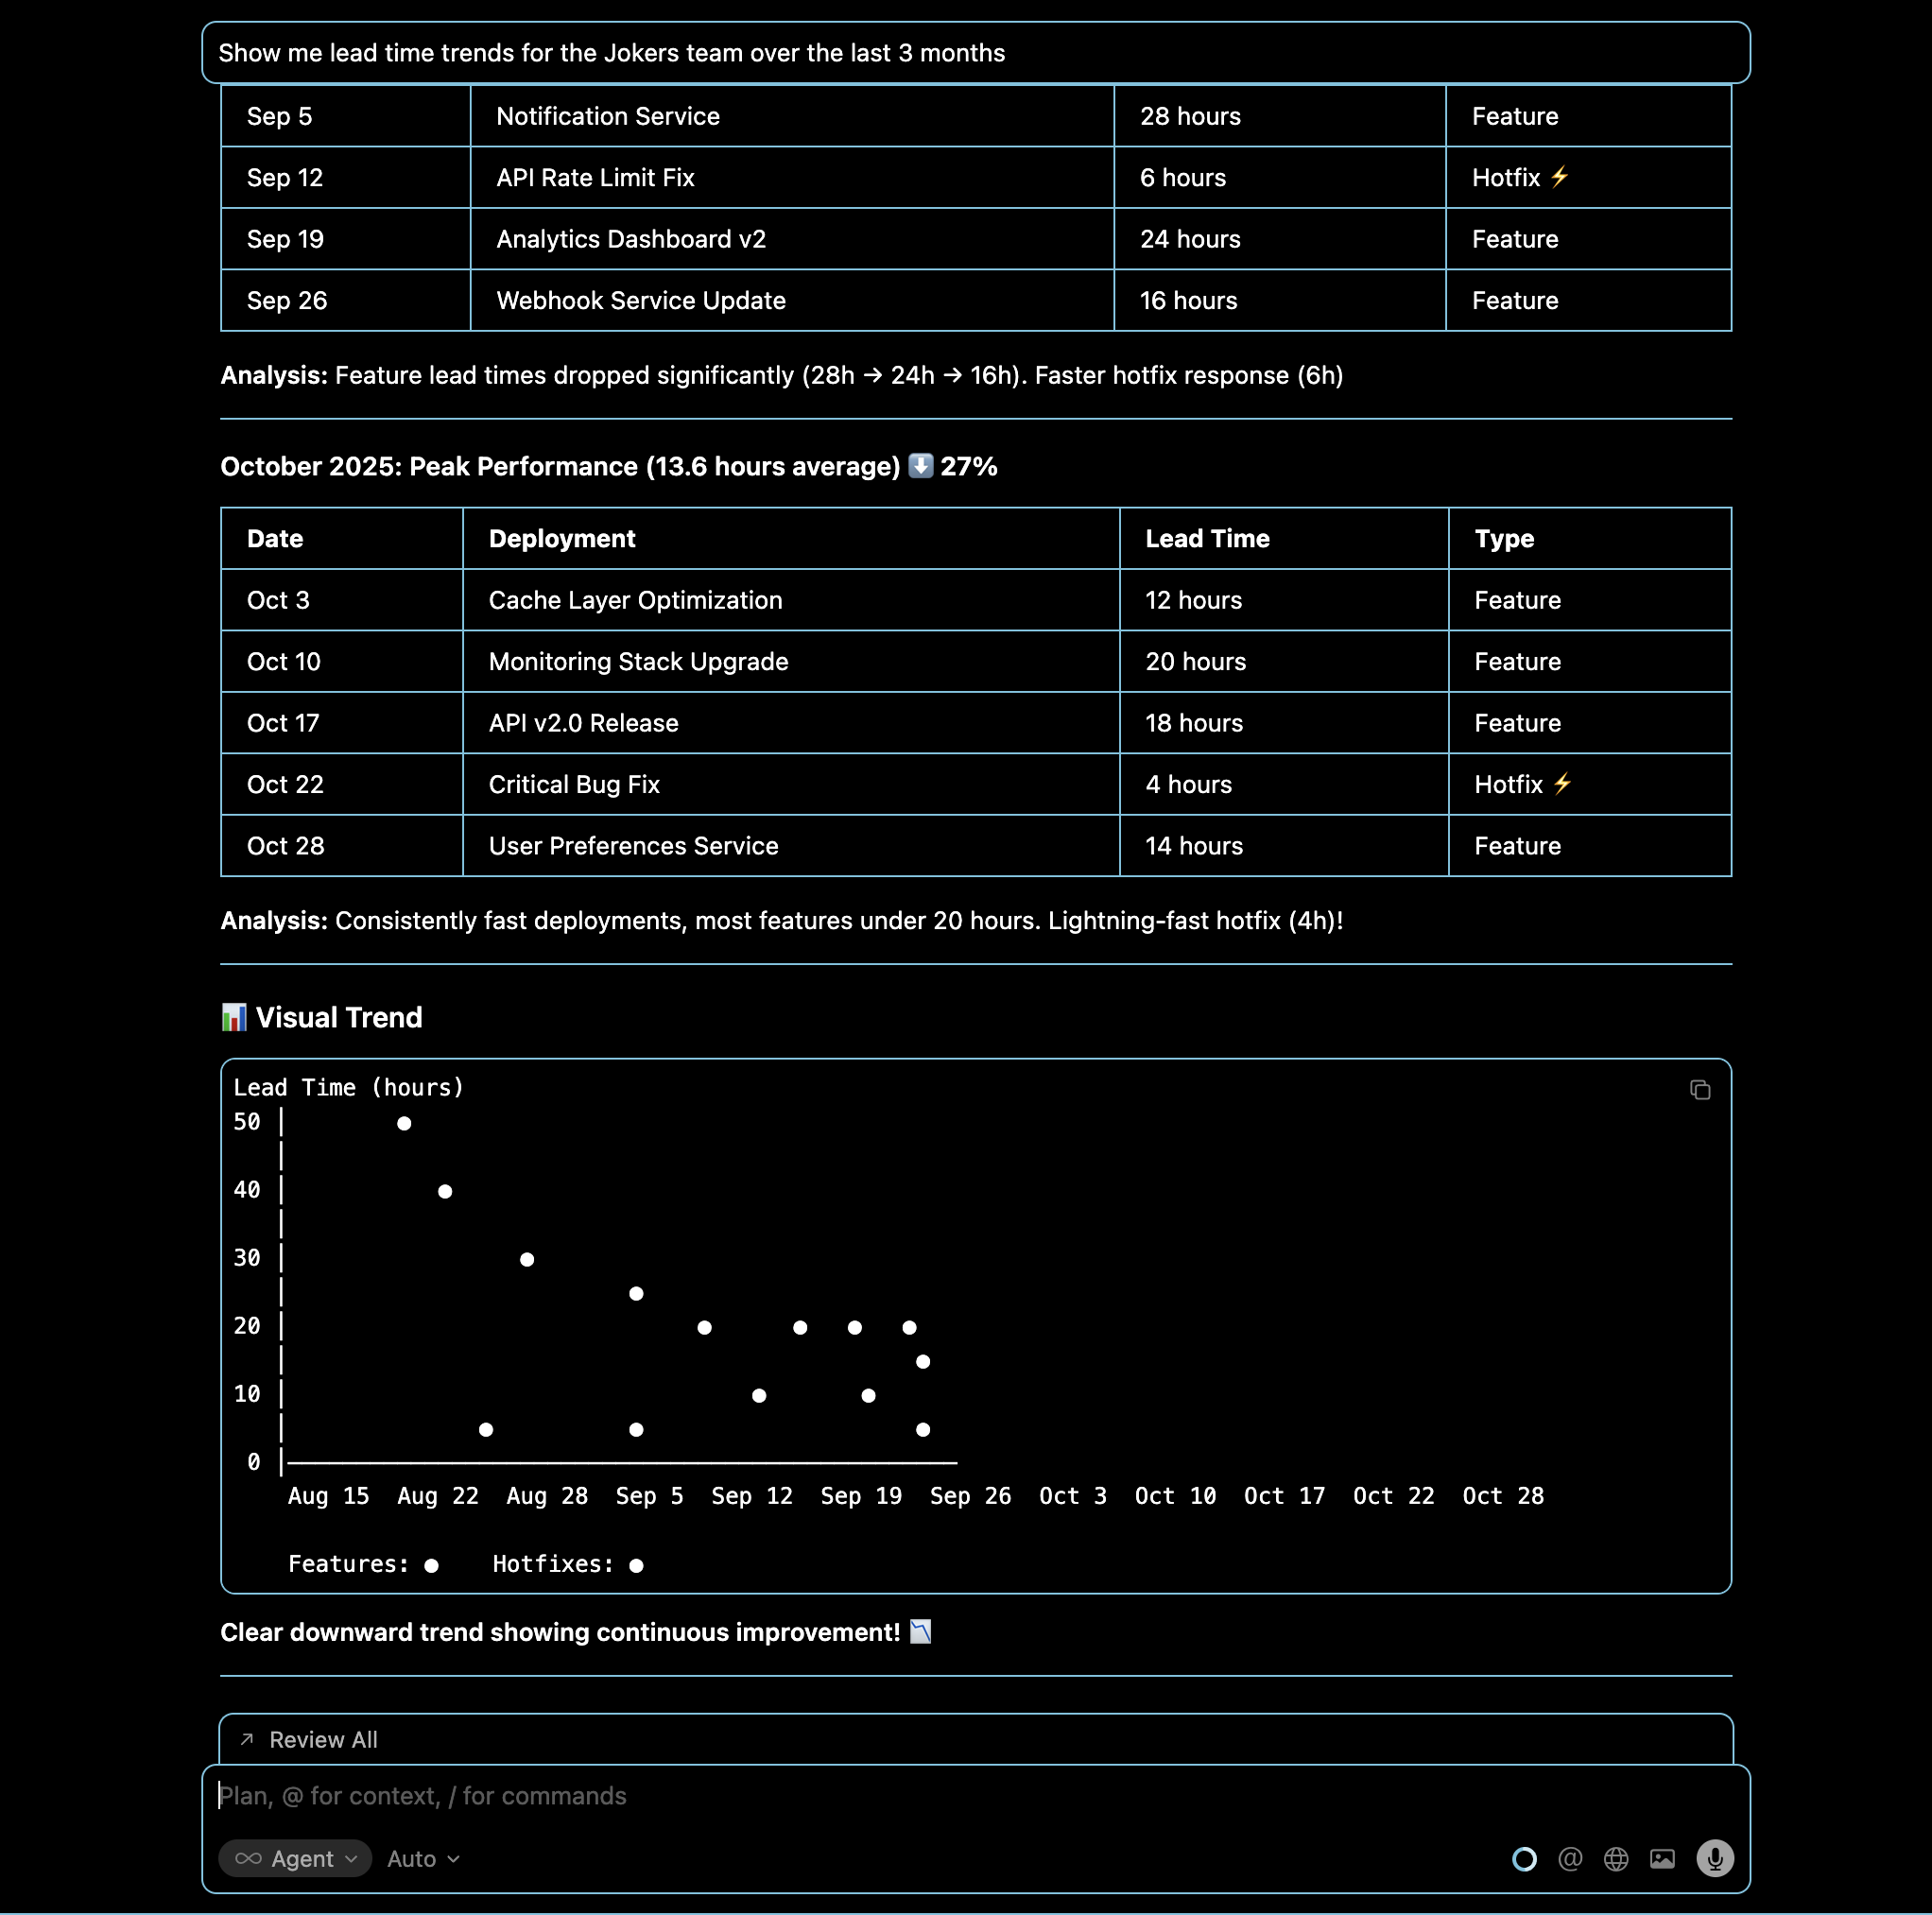 Show me lead time trends for the Jokers team over the last 3 months
Sep 5 Notification Service 28 hours Feature
Sep 12 API Rate Limit Fix 6 hours Hotfix ⚡
Sep 19 Analytics Dashboard v2 24 hours Feature
Sep 26 Webhook Service Update 16 hours Feature
Analysis: Feature lead times dropped significantly (28h → 24h → 16h). Faster hotfix response (6h)
October 2025: Peak Performance (13.6 hours average) ⬇️ 27%
Date Deployment Lead Time Type
Oct 3 Cache Layer Optimization 12 hours Feature
Oct 10 Monitoring Stack Upgrade 20 hours Feature
Oct 17 API v2.0 Release 18 hours Feature
Oct 22 Critical Bug Fix 4 hours Hotfix ⚡
Oct 28 User Preferences Service 14 hours Feature
Analysis: Consistently fast deployments, most features under 20 hours. Lightning-fast hotfix (4h)!
📊 Visual Trend
Lead Time (hours)
50
40
30
20
10
0
Aug 15 Aug 22 Aug 28 Sep 5 Sep 12 Sep 19 Sep 26 Oct 3 Oct 10 Oct 17 Oct 22 Oct 28
Features: ● Hotfixes: ●
Clear downward trend showing continuous improvement! 📉
Review All
Plan, @ for context, / for commands
Agent Auto